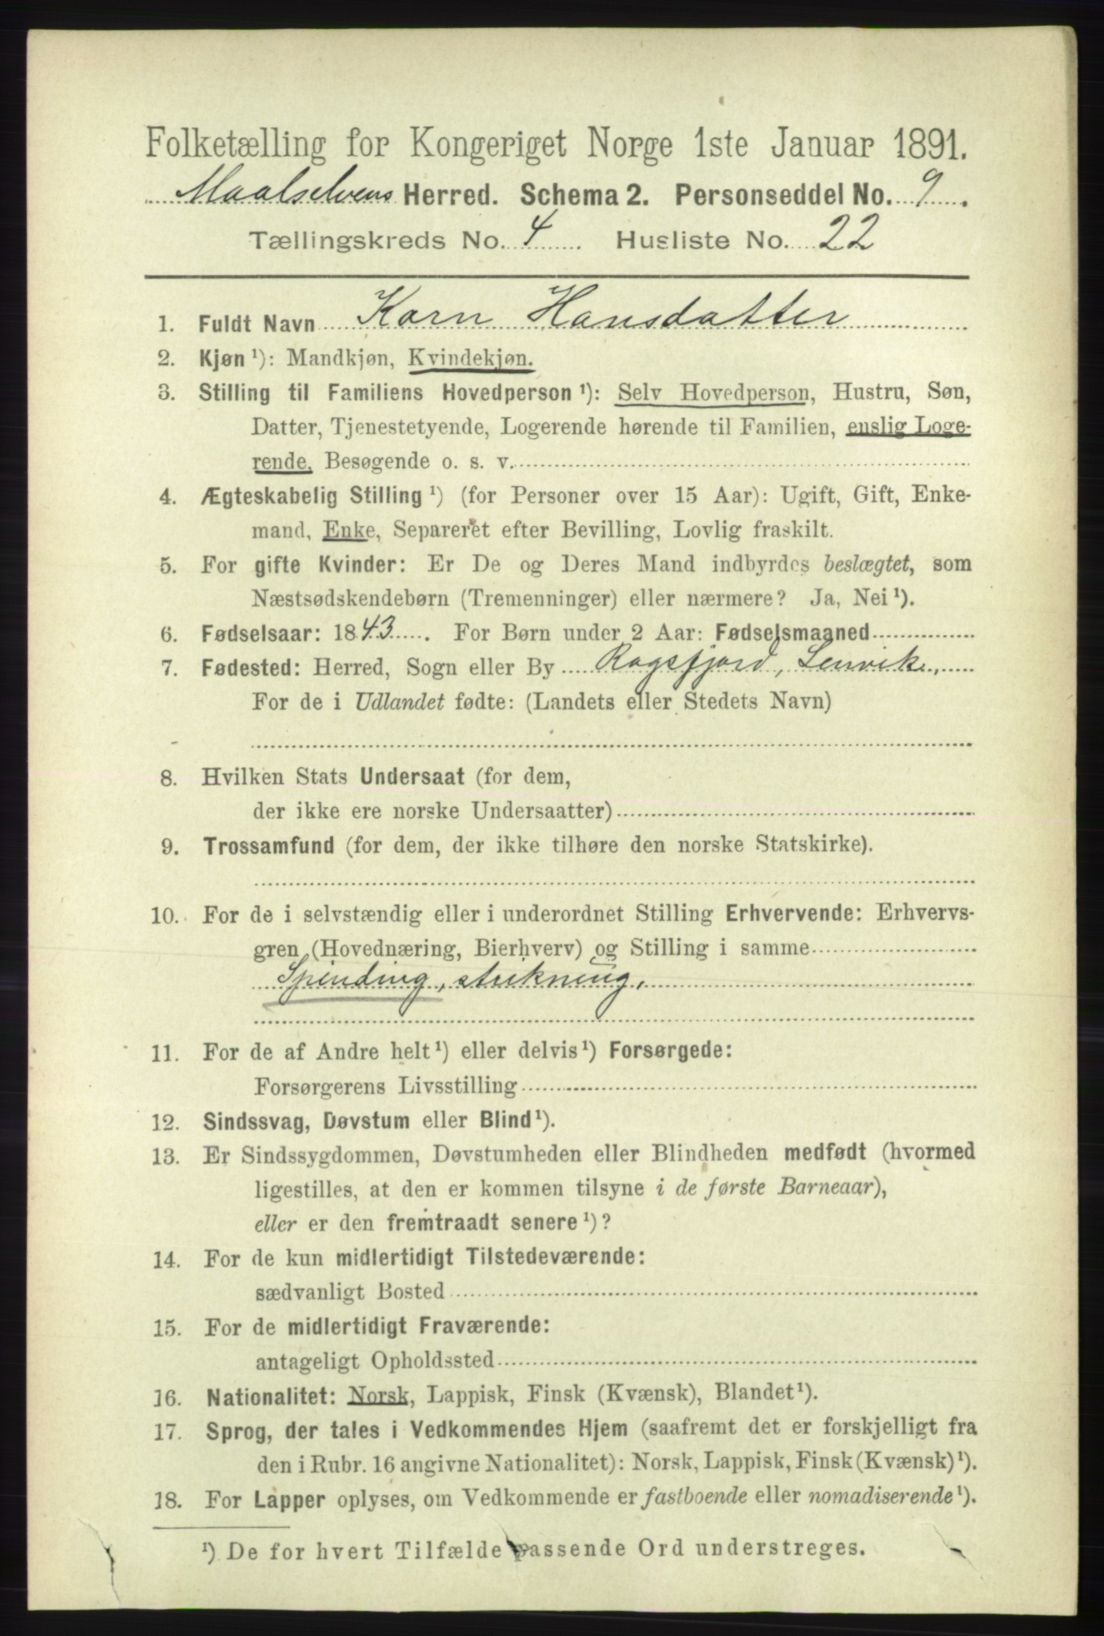 Folketælling for Kongeriget Norge 1ste Januar 1891.
Maalselvens Herred. Schema 2. Personseddel No. 9.
Tællingskreds No. 4 Husliste No. 22
1. Fuldt Navn Karn Hansdatter
2. Kjøn ¹): Mandkjøn, Kvindekjøn.
3. Stilling til Familiens Hovedperson ¹): Selv Hovedperson, Hustru, Søn,
Datter, Tjenestetyende, Logerende hørende til Familien, enslig Loge-
rende, Besøgende o. s. v.
4. Ægteskabelig Stilling ¹) (for Personer over 15 Aar): Ugift, Gift, Enke-
mand, Enke, Separeret efter Bevilling, Lovlig fraskilt.
5. For gifte Kvinder: Er De og Deres Mand indbyrdes beslægtet, som
Næstsødskendebørn (Tremenninger) eller nærmere? Ja, Nei ¹).
6. Fødselsaar: 1843. For Børn under 2 Aar: Fødselsmaaned
7. Fødested: Herred, Sogn eller By Rogsfjord, Lenvike,
For de i Udlandet fødte: (Landets eller Stedets Navn)
8. Hvilken Stats Undersaat (for dem,
der ikke ere norske Undersaatter)
9. Trossamfund (for dem, der ikke tilhøre den norske Statskirke).
10. For de i selvstændig eller i underordnet Stilling Erhvervende: Erhvervs-
gren (Hovednæring, Bierhverv) og Stilling i samme
Spinding, strikning,
11. For de af Andre helt ¹) eller delvis ¹) Forsørgede:
Forsørgerens Livsstilling
12. Sindssvag, Døvstum eller Blind ¹).
13. Er Sindssygdommen, Døvstumheden eller Blindheden medfødt (hvormed
ligestilles, at den er kommen tilsyne i de første Barneaar),
eller er den fremtraadt senere ¹)?
14. For de kun midlertidigt Tilstedeværende:
sædvanligt Bosted
15. For de midlertidigt Fraværende:
antageligt Opholdssted
16. Nationalitet: Norsk, Lappisk, Finsk (Kvænsk), Blandet ¹).
17. Sprog, der tales i Vedkommendes Hjem (saafremt det er forskjelligt fra
den i Rubr. 16 angivne Nationalitet): Norsk, Lappisk, Finsk (Kvænsk) ¹).
18. For Lapper oplyses, om Vedkommende er fastboende eller nomadiserende ¹).
¹) De for hvert Tilfælde passende Ord understreges.